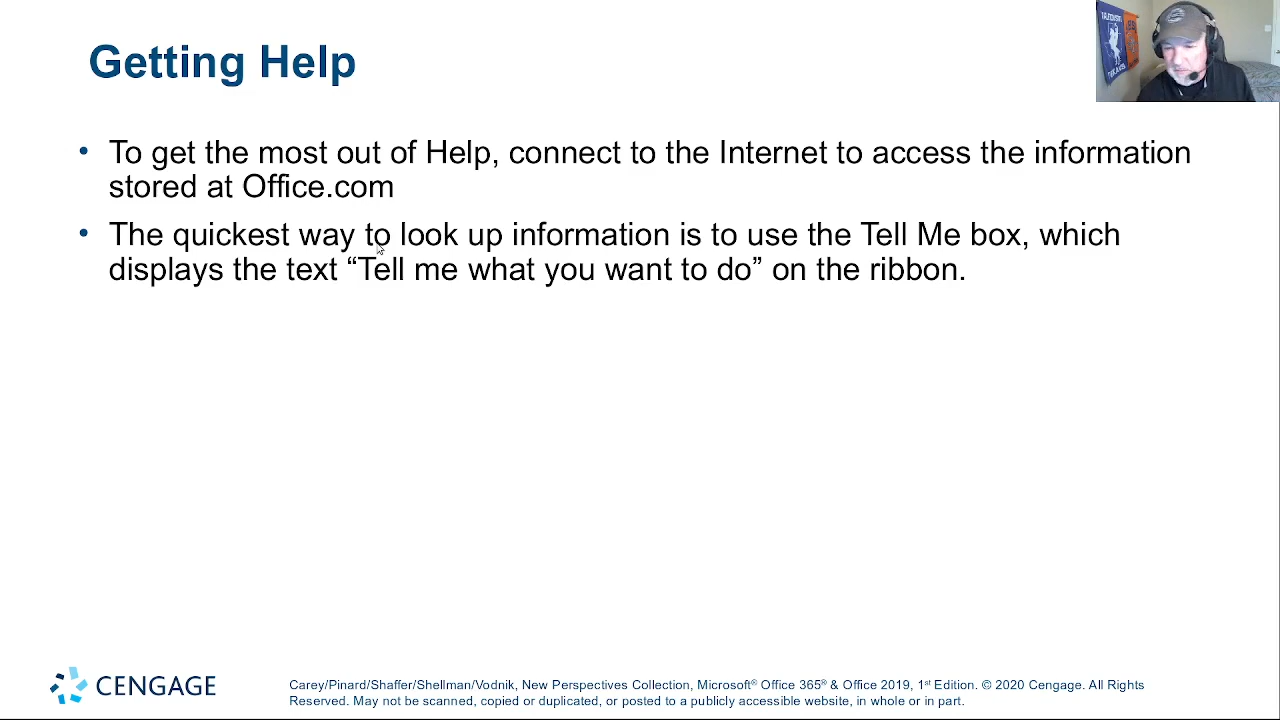 Getting Help
• To get the most out of Help, connect to the Internet to access the information
stored at Office.com
• The quickest way to look up information is to use the Tell Me box, which
displays the text “Tell me what you want to do” on the ribbon.
CENGAGE
Carey/Pinard/Shaffer/Shellman/Vodnik, New Perspectives Collection, Microsoft® Office 365® & Office 2019, 1st Edition. © 2020 Cengage. All Rights
Reserved. May not be scanned, copied or duplicated, or posted to a publicly accessible website, in whole or in part.